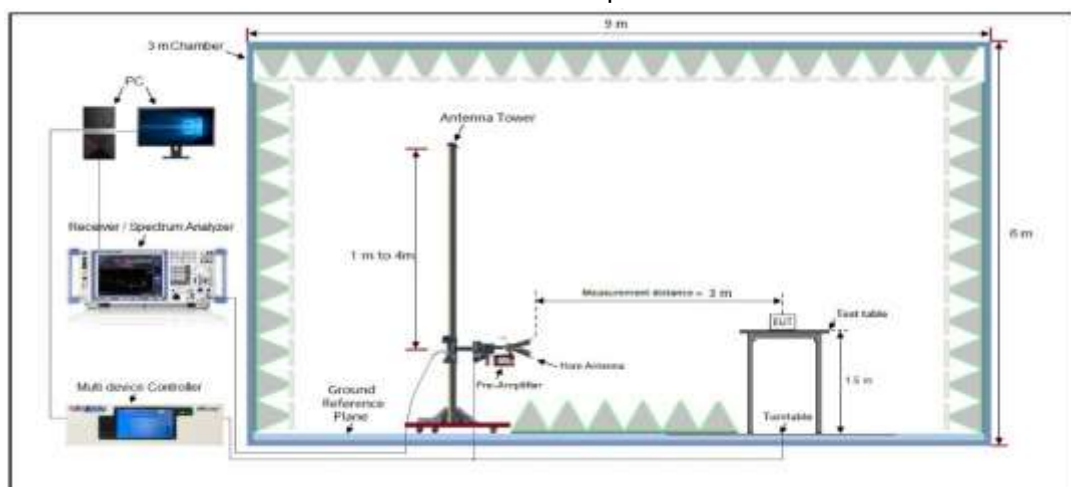 9 m
3 m Chamber
PC
Antenna Tower
Receiver / Spectrum Analyzer
1 m to 4m
6 m
Measurement distance = 3 m
EUT
Test table
Horn Antenna
Pre-Amplifier
1.5 m
Multi device Controller
Ground
Reference
Plane
Turntable